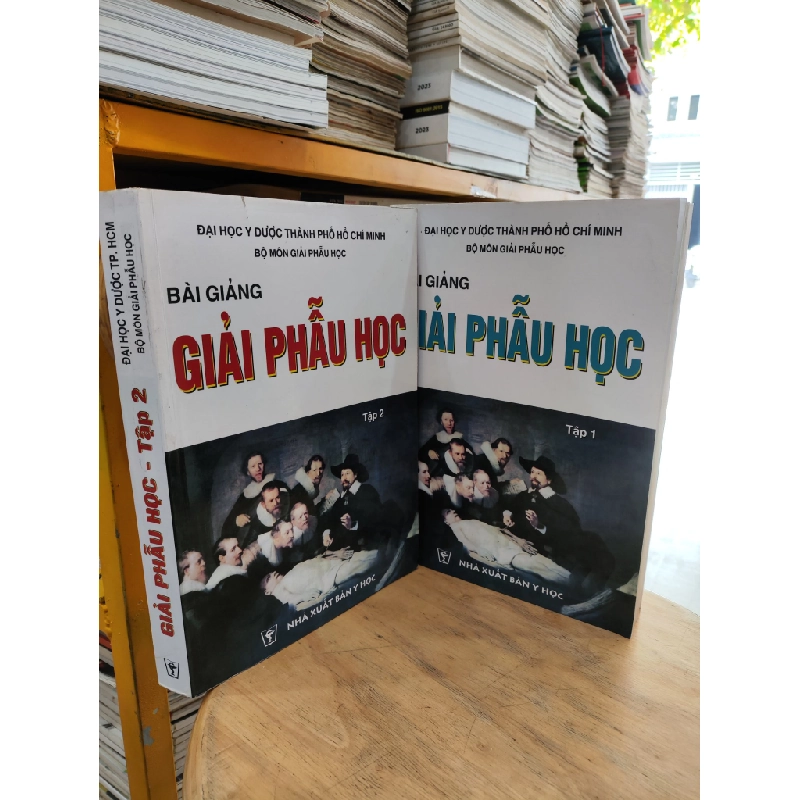 ĐẠI HỌC Y DƯỢC TP. HCM
BỘ MÔN GIẢI PHẪU HỌC
GIẢI PHẪU HỌC - Tập 2
ĐẠI HỌC Y DƯỢC THÀNH PHỐ HỒ CHÍ MINH
BỘ MÔN GIẢI PHẪU HỌC
BÀI GIẢNG
GIẢI PHẪU HỌC
Tập 2
NHÀ XUẤT BẢN Y HỌC
ĐẠI HỌC Y DƯỢC THÀNH PHỐ HỒ CHÍ MINH
BỘ MÔN GIẢI PHẪU HỌC
I GIẢNG
IẢI PHẪU HỌC
Tập 1
NHÀ XUẤT BẢN Y HỌC
2021
2020